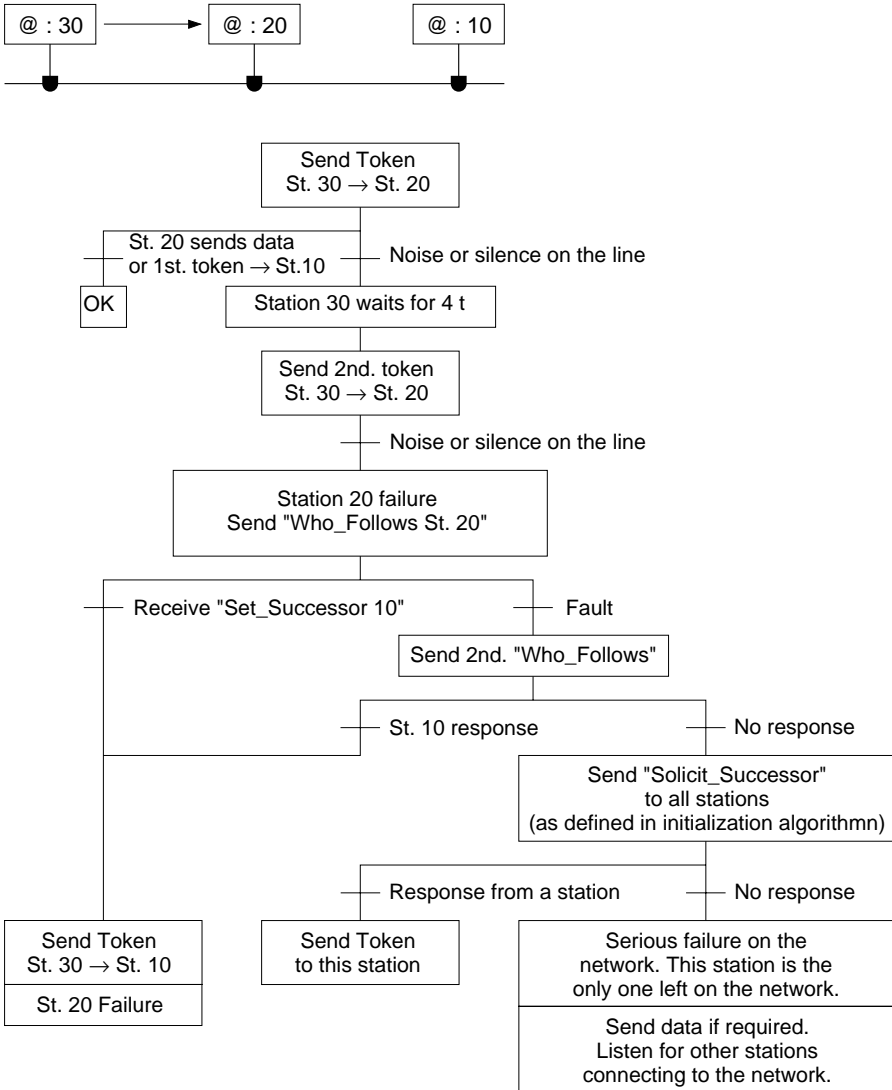 @ : 30
@ : 20
@ : 10
Send Token
St. 30 → St. 20
St. 20 sends data
or 1st. token → St.10
Noise or silence on the line
OK
Station 30 waits for 4 t
Send 2nd. token
St. 30 → St. 20
Noise or silence on the line
Station 20 failure
Send "Who_Follows St. 20"
Receive "Set_Successor 10"
Fault
Send 2nd. "Who_Follows"
St. 10 response
No response
Send "Solicit_Successor"
to all stations
(as defined in initialization algorithmn)
Response from a station
No response
Send Token
St. 30 → St. 10
St. 20 Failure
Send Token
to this station
Serious failure on the
network. This station is the
only one left on the network.
Send data if required.
Listen for other stations
connecting to the network.